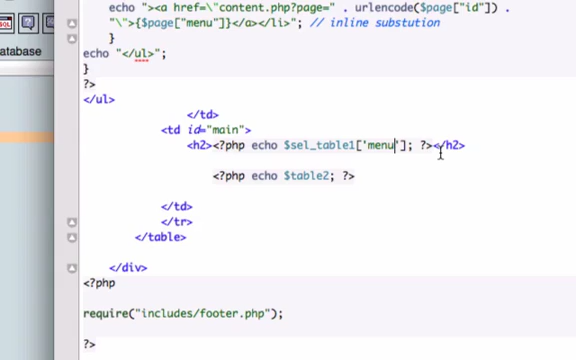 echo "><a href=\"content.php?page=" . urlencode($page["id"]) .
"\">{$page["menu"]}</a></li>"; // inline substution
}
echo "</ul>";
}
?>
</ul>
</td>
<td id="main">
<h2><?php echo $sel_table1['menu']; ?></h2>
<?php echo $table2; ?>
</td>
</tr>
</table>
</div>
<?php
require("includes/footer.php");
?>
SQL
atabase